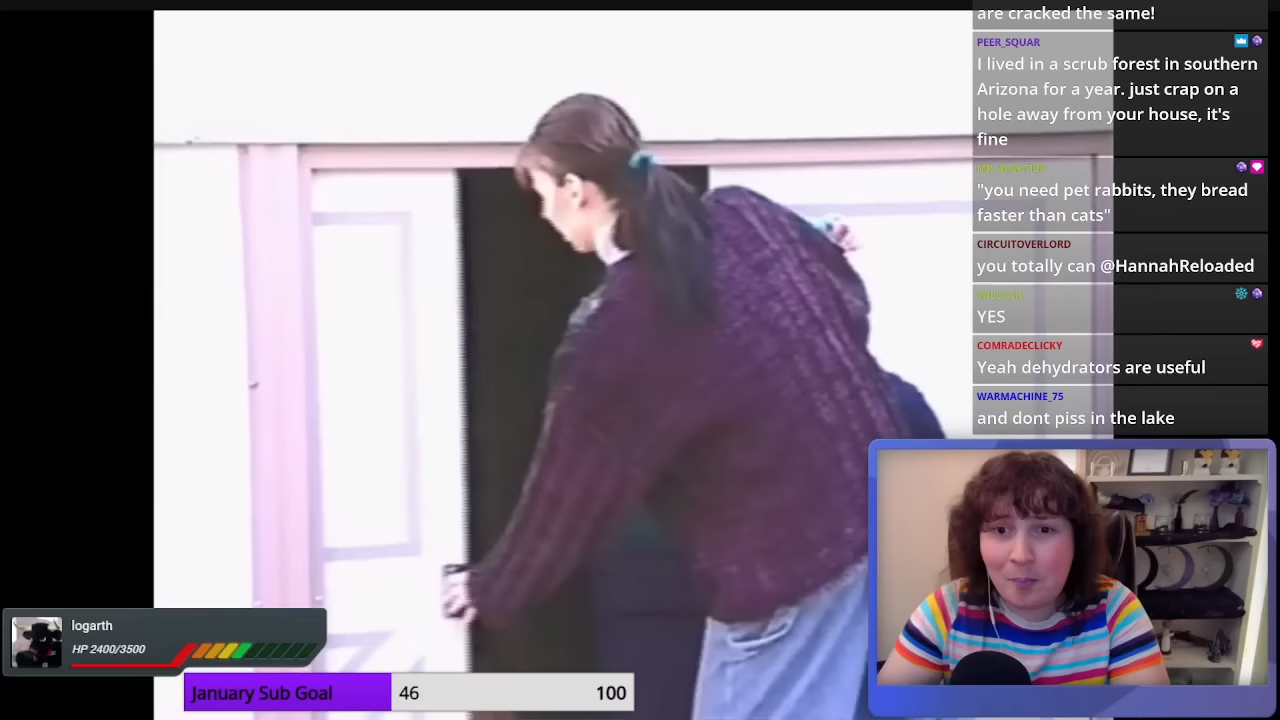 are cracked the same!
PEER_SQUAR
I lived in a scrub forest in southern
Arizona for a year. just crap on a
hole away from your house, it's
fine
"you need pet rabbits, they bread
faster than cats"
CIRCUITOVERLORD
you totally can @HannahReloaded
YES
COMRADECLICKY
Yeah dehydrators are useful
WARMACHINE_75
and dont piss in the lake
logarth
HP 2400/3500
January Sub Goal 46 100